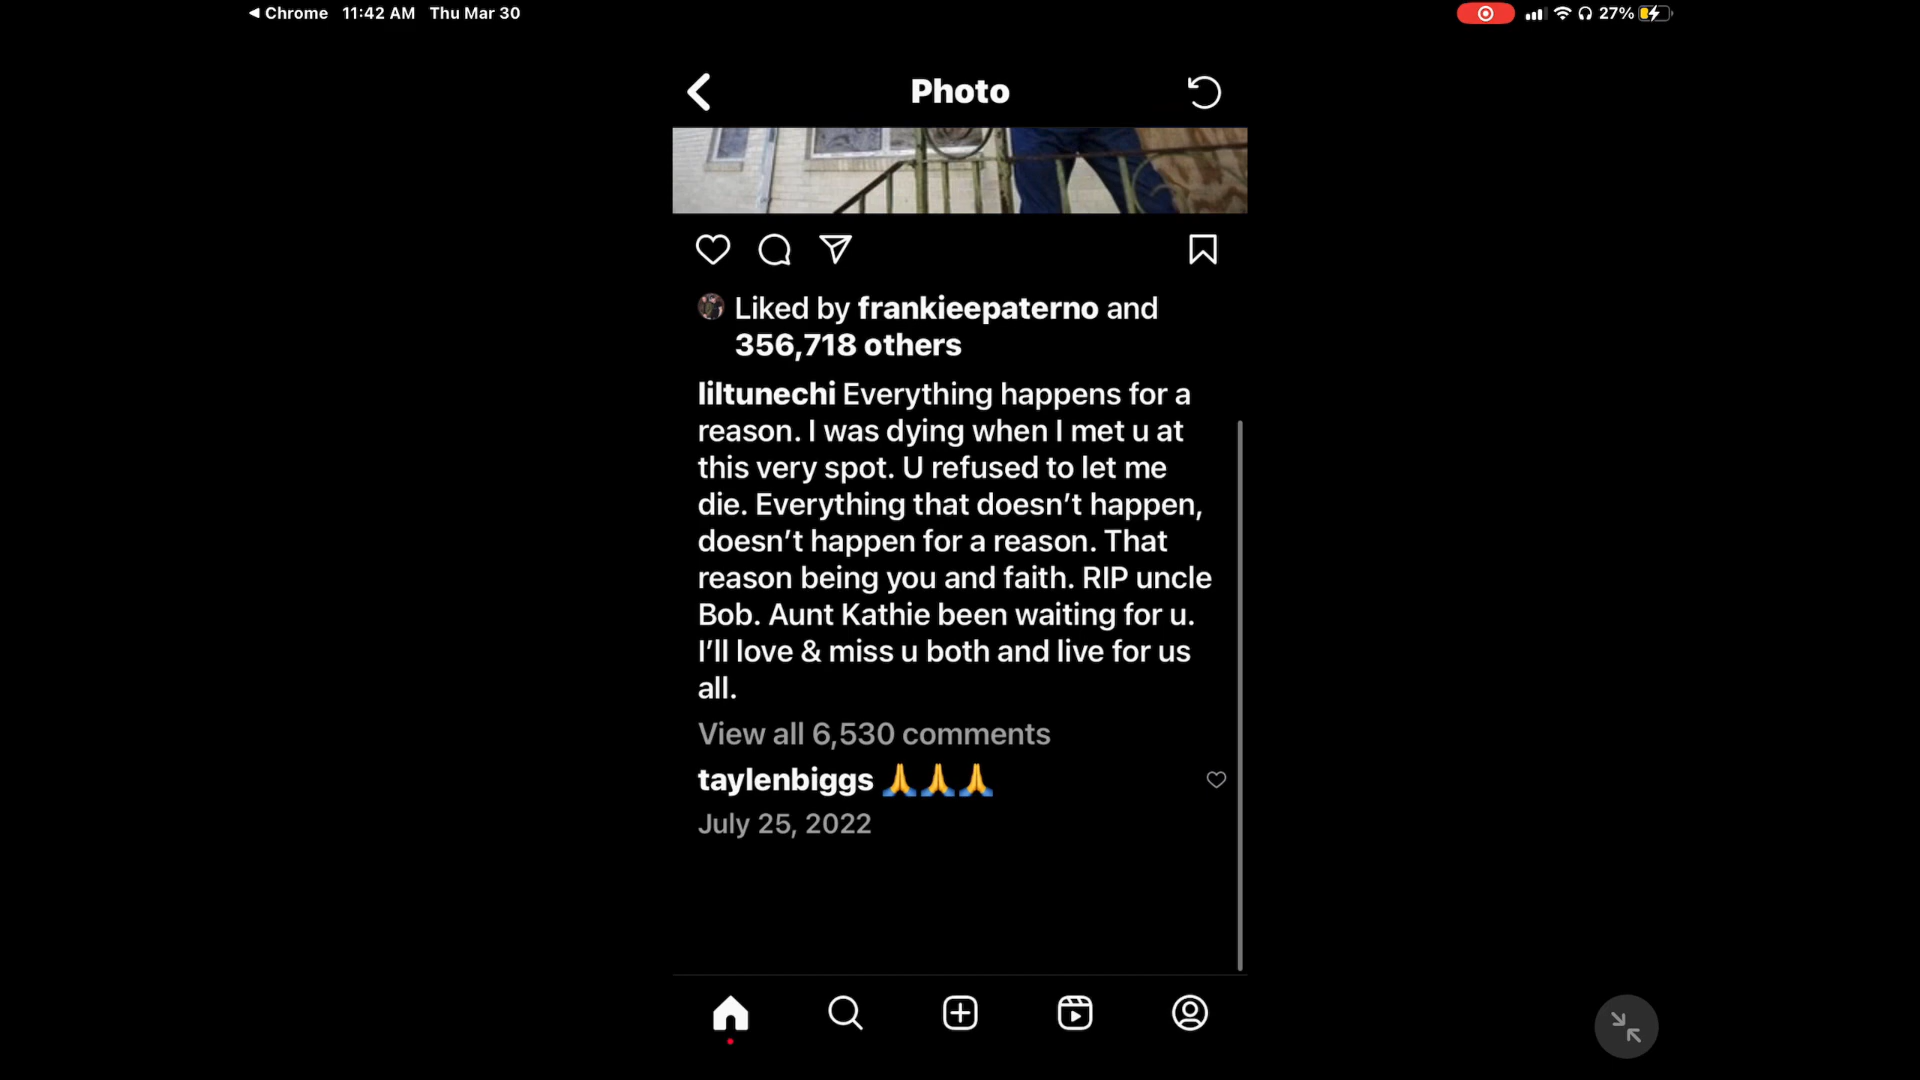 Chrome 11:42 AM Thu Mar 30
27%
Photo
Liked by frankieepaterno and
356,718 others
liltunechi Everything happens for a
reason. I was dying when I met u at
this very spot. U refused to let me
die. Everything that doesn’t happen,
doesn’t happen for a reason. That
reason being you and faith. RIP uncle
Bob. Aunt Kathie been waiting for u.
I’ll love & miss u both and live for us
all.
View all 6,530 comments
taylenbiggs 🙏🙏🙏
July 25, 2022